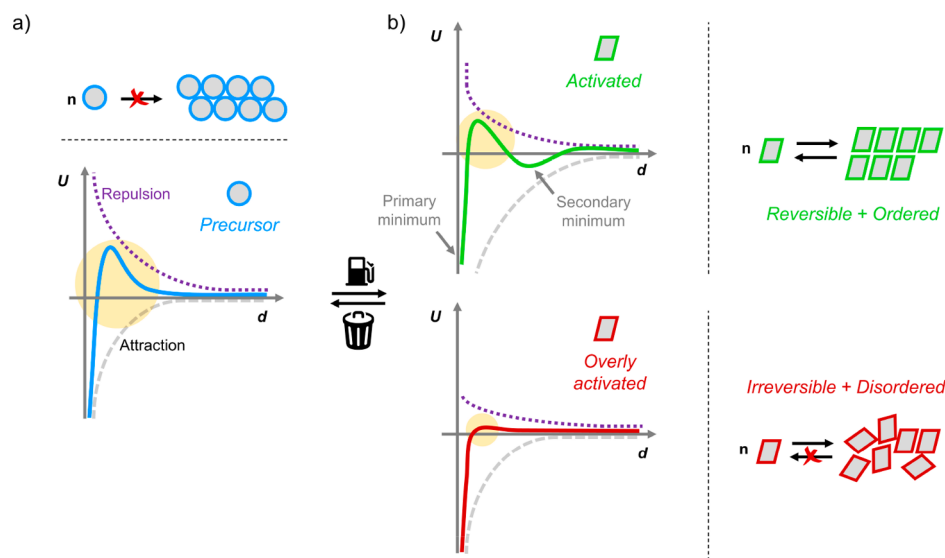 a)
n
U
Repulsion
Precursor
d
Attraction
b)
U
Activated
Primary
minimum
Secondary
minimum
d
n
Reversible + Ordered
U
Overly
activated
d
Irreversible + Disordered
n